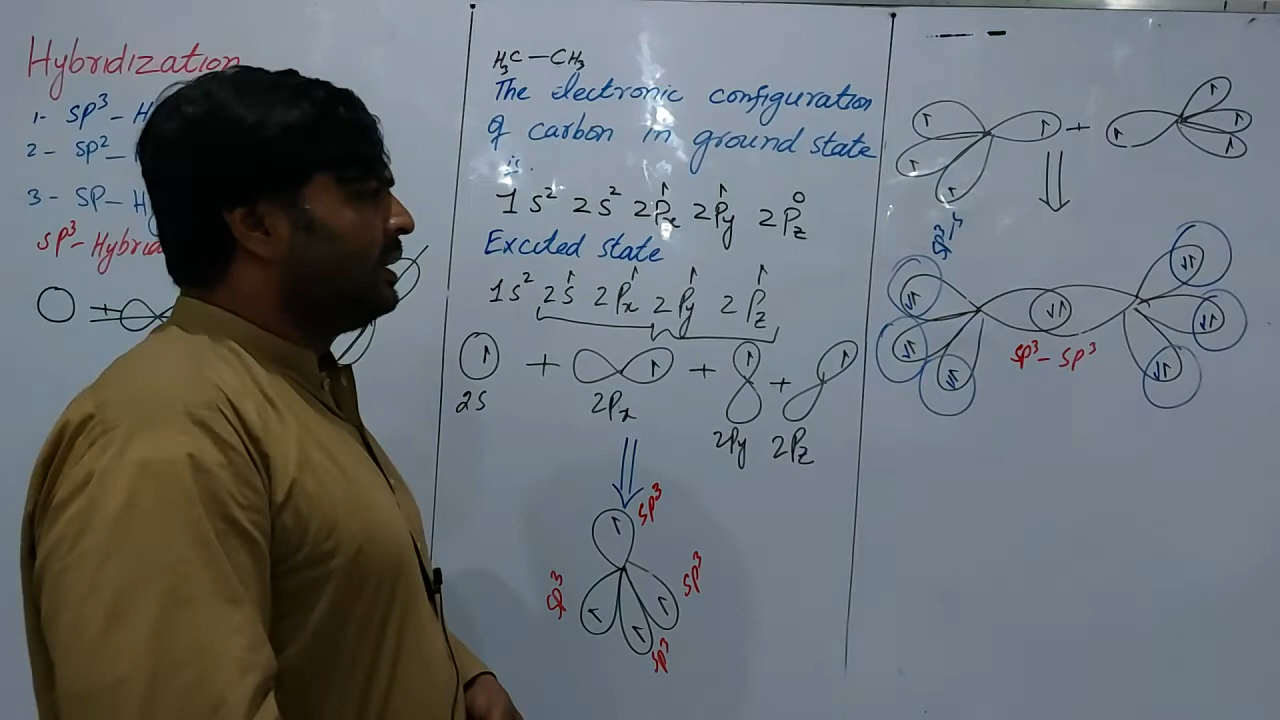 Hybridization
1- SP³-H
2- SP²-
3- SP-Hy
SP³-Hybrid
H₃C-CH₃
The electronic configuration
of carbon in ground state
is.
1S² 2S² 2Pₓ↑ 2Py↑ 2Pz⁰
Excited state
1S² 2S↑ 2Pₓ↑ 2Py↑ 2Pz↑
↑ + ↑ + ↑ + ↑
2S 2Pₓ 2Py 2Pz
SP³
SP³ SP³
SP³
+
SP³-SP³